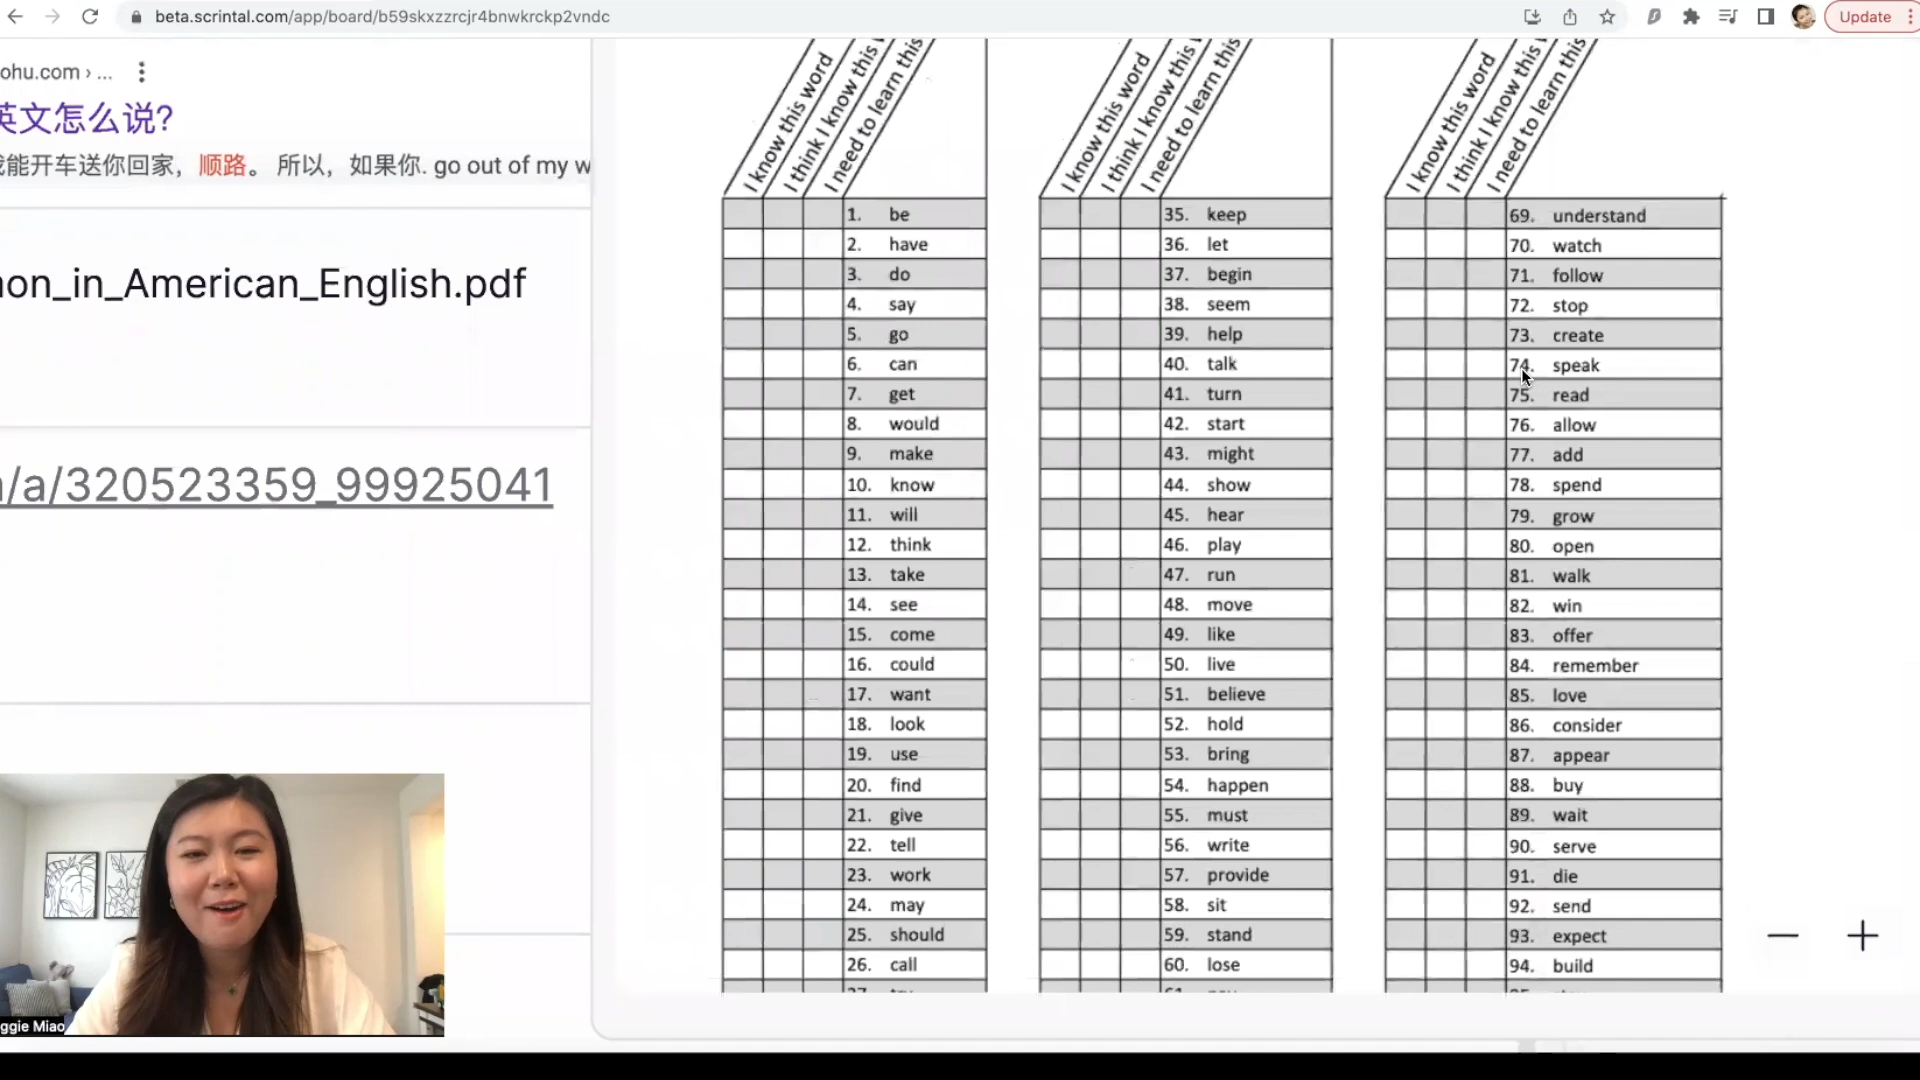 beta.scrintal.com/app/board/b59skxzzrcjr4bnwkrckp2vndc
Update
ohu.com › ...
英文怎么说?
能开车送你回家，顺路。 所以，如果你. go out of my w
on_in_American_English.pdf
/a/320523359_99925041
ggie Miao
I know this word
I think I know this
I need to learn this
1. be
2. have
3. do
4. say
5. go
6. can
7. get
8. would
9. make
10. know
11. will
12. think
13. take
14. see
15. come
16. could
17. want
18. look
19. use
20. find
21. give
22. tell
23. work
24. may
25. should
26. call
I know this word
I think I know this
I need to learn this
35. keep
36. let
37. begin
38. seem
39. help
40. talk
41. turn
42. start
43. might
44. show
45. hear
46. play
47. run
48. move
49. like
50. live
51. believe
52. hold
53. bring
54. happen
55. must
56. write
57. provide
58. sit
59. stand
60. lose
I know this word
I think I know this
I need to learn this
69. understand
70. watch
71. follow
72. stop
73. create
74. speak
75. read
76. allow
77. add
78. spend
79. grow
80. open
81. walk
82. win
83. offer
84. remember
85. love
86. consider
87. appear
88. buy
89. wait
90. serve
91. die
92. send
93. expect
94. build